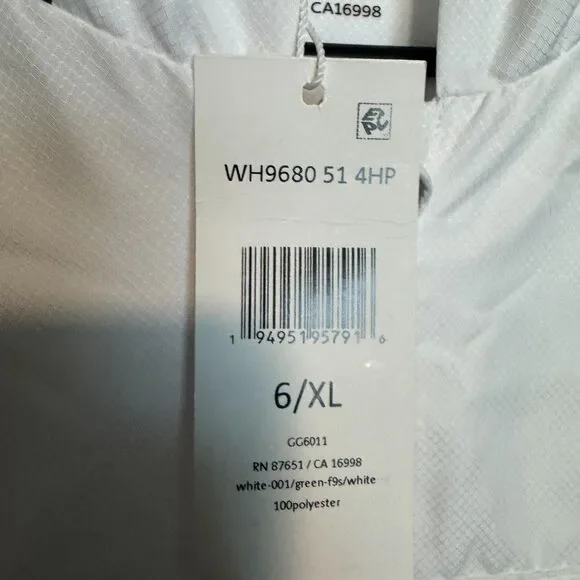 CA16998
WH9680 51 4HP
1 94951 95791 6
6/XL
GG6011
RN 87651 / CA 16998
white-001/green-f9s/white
100polyester